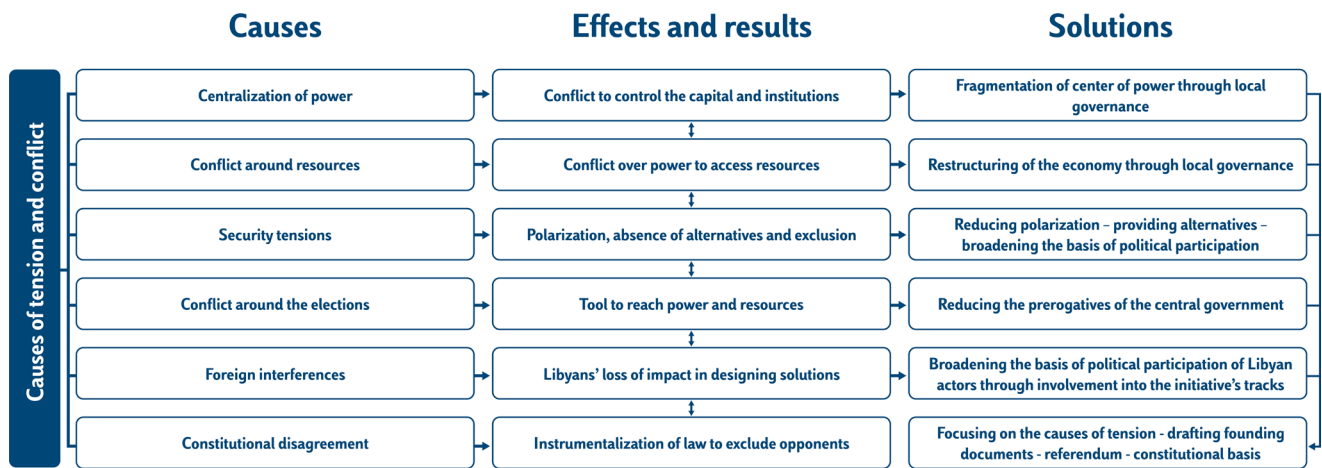 Causes
Effects and results
Solutions
Causes of tension and conflict
Centralization of power
Conflict to control the capital and institutions
Fragmentation of center of power through local
governance
Conflict around resources
Conflict over power to access resources
Restructuring of the economy through local governance
Security tensions
Polarization, absence of alternatives and exclusion
Reducing polarization – providing alternatives –
broadening the basis of political participation
Conflict around the elections
Tool to reach power and resources
Reducing the prerogatives of the central government
Foreign interferences
Libyans’ loss of impact in designing solutions
Broadening the basis of political participation of Libyan
actors through involvement into the initiative’s tracks
Constitutional disagreement
Instrumentalization of law to exclude opponents
Focusing on the causes of tension - drafting founding
documents - referendum - constitutional basis